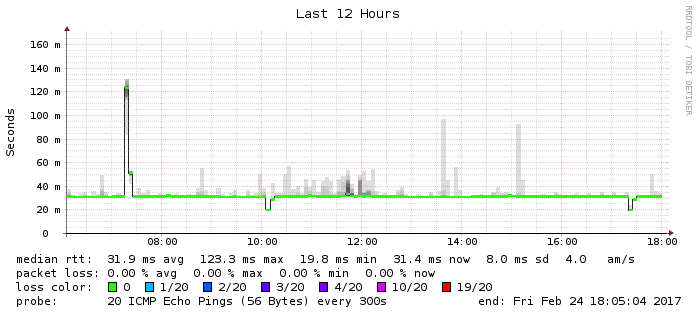 Last 12 Hours
RRDTOOL / TOBI OETIKER
Seconds
160 m
140 m
120 m
100 m
80 m
60 m
40 m
20 m
0
08:00 10:00 12:00 14:00 16:00 18:00
median rtt: 31.9 ms avg 123.3 ms max 19.8 ms min 31.4 ms now 8.0 ms sd 4.0 am/s
packet loss: 0.00 % avg 0.00 % max 0.00 % min 0.00 % now
loss color: 0 1/20 2/20 3/20 4/20 10/20 19/20
probe: 20 ICMP Echo Pings (56 Bytes) every 300s end: Fri Feb 24 18:05:04 2017